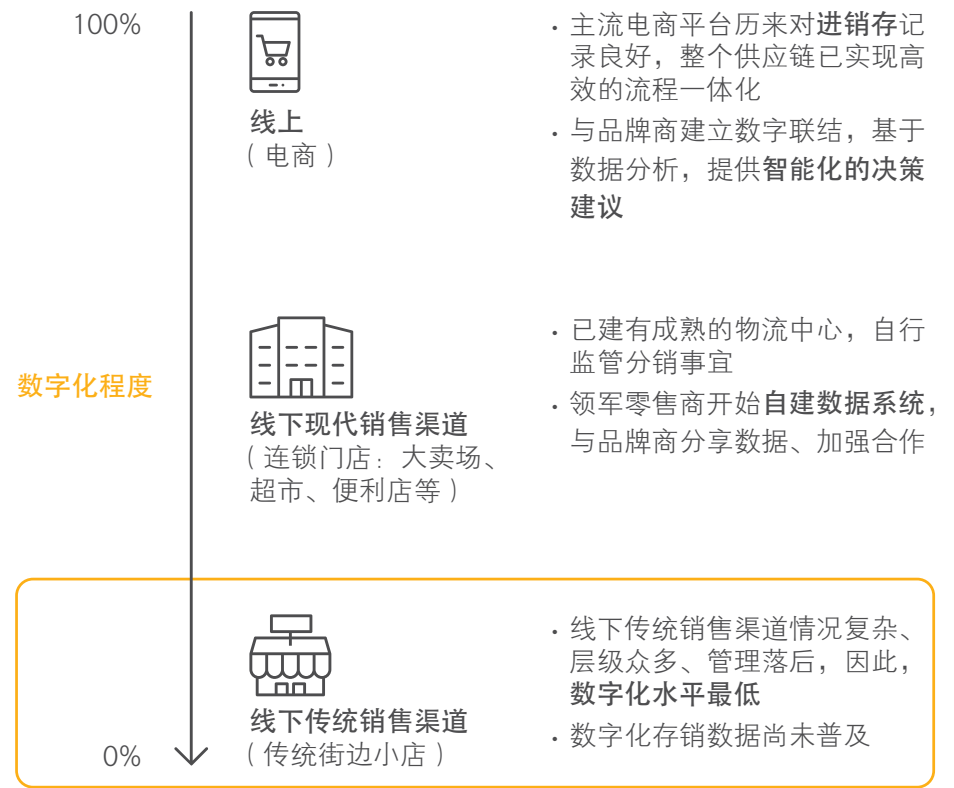 100%
线上
（电商）
·主流电商平台历来对进销存记
录良好，整个供应链已实现高
效的流程一体化
·与品牌商建立数字联结，基于
数据分析，提供智能化的决策
建议
数字化程度
线下现代销售渠道
（连锁门店：大卖场、
超市、便利店等）
·已建有成熟的物流中心，自行
监管分销事宜
·领军零售商开始自建数据系统，
与品牌商分享数据、加强合作
线下传统销售渠道
（传统街边小店）
·线下传统销售渠道情况复杂、
层级众多、管理落后，因此，
数字化水平最低
·数字化存销数据尚未普及
0%